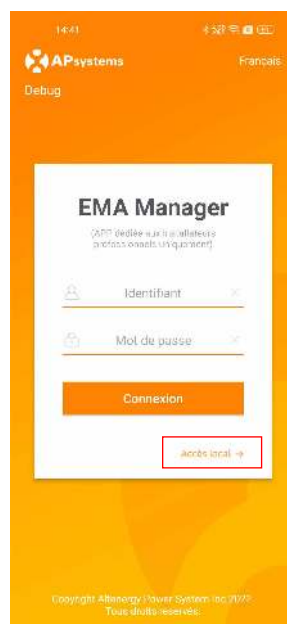 14:41
APsystems
Français
Debug
EMA Manager
(APP dédiée aux installateurs
professionnels uniquement)
Identifiant
Mot de passe
Connexion
accès local →
Copyright Altenergy Power System Inc 2022
Tous droits réservés.